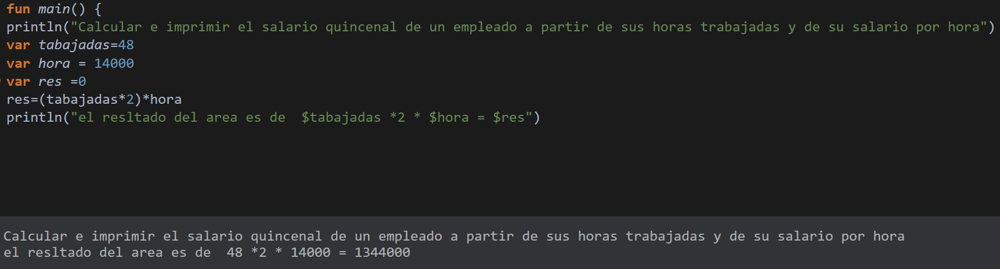 fun main() {
println("Calcular e imprimir el salario quincenal de un empleado a partir de sus horas trabajadas y de su salario por hora")
var tabajadas=48
var hora = 14000
var res =0
res=(tabajadas*2)*hora
println("el resltado del area es de  $tabajadas *2 * $hora = $res")
Calcular e imprimir el salario quincenal de un empleado a partir de sus horas trabajadas y de su salario por hora
el resltado del area es de  48 *2 * 14000 = 1344000